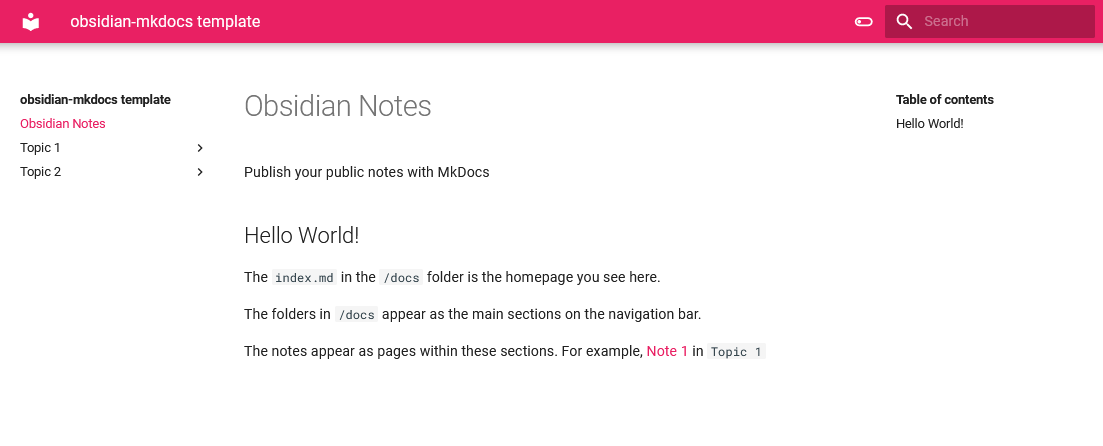 obsidian-mkdocs template
Search
obsidian-mkdocs template
Obsidian Notes
Topic 1
Topic 2
Obsidian Notes
Publish your public notes with MkDocs
Hello World!
The index.md in the /docs folder is the homepage you see here.
The folders in /docs appear as the main sections on the navigation bar.
The notes appear as pages within these sections. For example, Note 1 in Topic 1
Table of contents
Hello World!